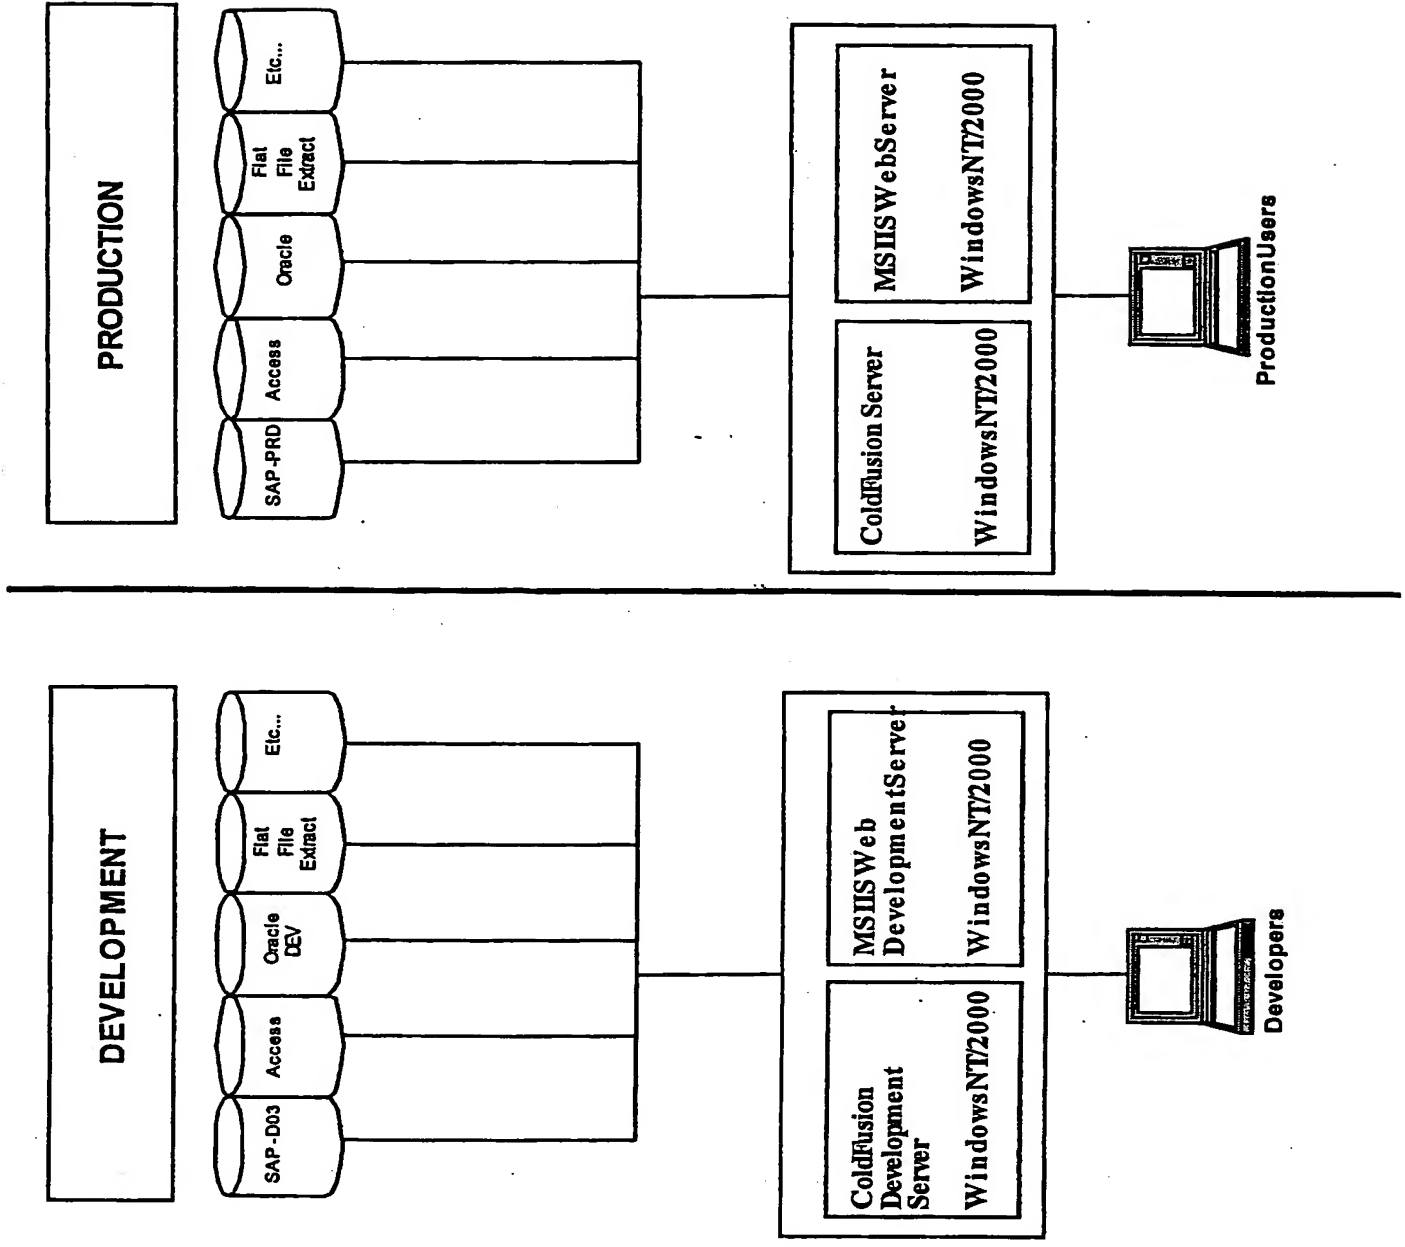 DEVELOPMENT
SAP-D03
Access
Oracle
DEV
Flat
File
Extract
Etc...
ColdFusion
Development
Server
WindowsNT/2000
MSIISWeb
DevelopmentServer
WindowsNT/2000
Developers
PRODUCTION
SAP-PRD
Access
Oracle
Flat
File
Extract
Etc...
ColdFusion Server
WindowsNT/2000
MSIISWebServer
WindowsNT/2000
ProductionUsers